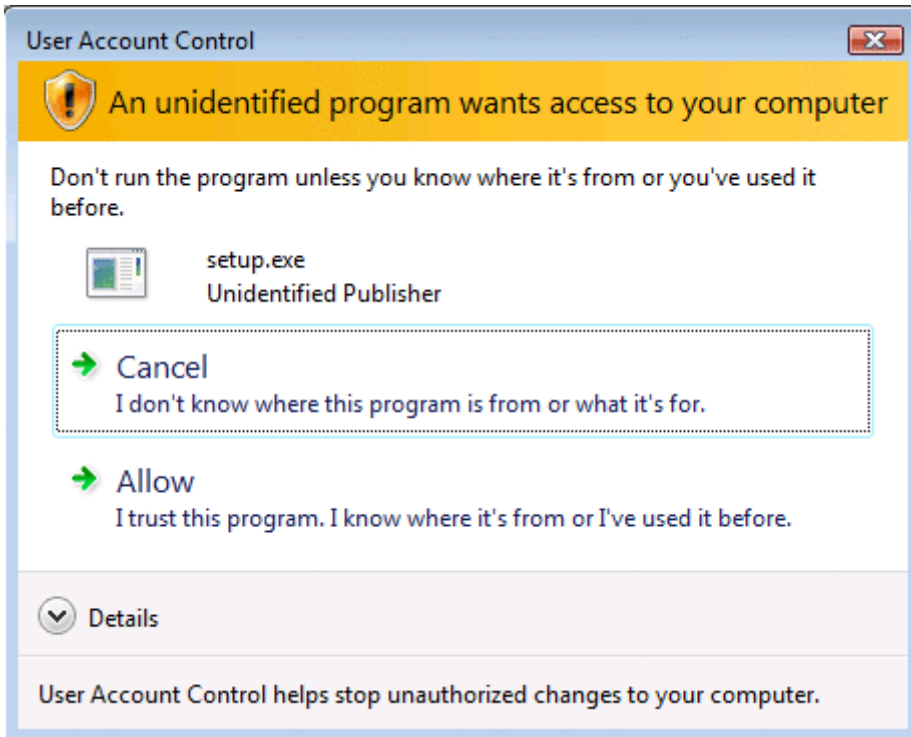 User Account Control
An unidentified program wants access to your computer
Don't run the program unless you know where it's from or you've used it
before.
setup.exe
Unidentified Publisher
Cancel
I don't know where this program is from or what it's for.
Allow
I trust this program. I know where it's from or I've used it before.
Details
User Account Control helps stop unauthorized changes to your computer.